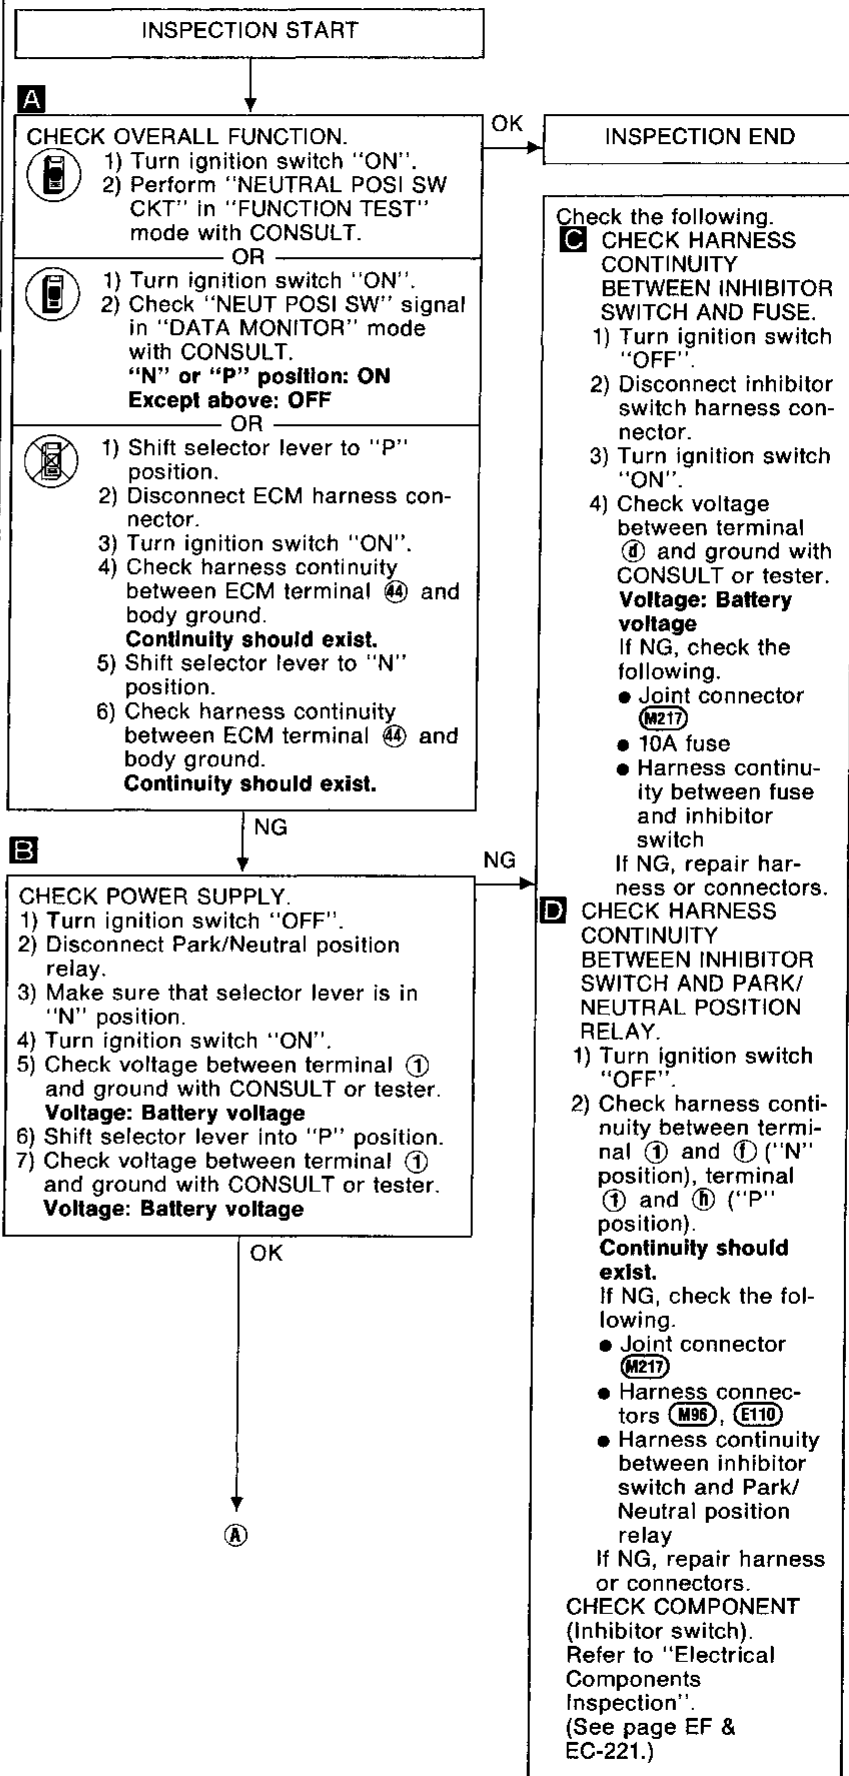 INSPECTION START
A
CHECK OVERALL FUNCTION.
1) Turn ignition switch "ON".
2) Perform "NEUTRAL POSI SW
CKT" in "FUNCTION TEST"
mode with CONSULT.
OR
1) Turn ignition switch "ON".
2) Check "NEUT POSI SW" signal
in "DATA MONITOR" mode
with CONSULT.
"N" or "P" position: ON
Except above: OFF
OR
1) Shift selector lever to "P"
position.
2) Disconnect ECM harness con-
nector.
3) Turn ignition switch "ON".
4) Check harness continuity
between ECM terminal 44 and
body ground.
Continuity should exist.
5) Shift selector lever to "N"
position.
6) Check harness continuity
between ECM terminal 44 and
body ground.
Continuity should exist.
OK
INSPECTION END
NG
B
CHECK POWER SUPPLY.
1) Turn ignition switch "OFF".
2) Disconnect Park/Neutral position
relay.
3) Make sure that selector lever is in
"N" position.
4) Turn ignition switch "ON".
5) Check voltage between terminal ①
and ground with CONSULT or tester.
Voltage: Battery voltage
6) Shift selector lever into "P" position.
7) Check voltage between terminal ①
and ground with CONSULT or tester.
Voltage: Battery voltage
OK
Ⓐ
NG
Check the following.
C CHECK HARNESS
CONTINUITY
BETWEEN INHIBITOR
SWITCH AND FUSE.
1) Turn ignition switch
"OFF".
2) Disconnect inhibitor
switch harness con-
nector.
3) Turn ignition switch
"ON".
4) Check voltage
between terminal
ⓓ and ground with
CONSULT or tester.
Voltage: Battery
voltage
If NG, check the
following.
● Joint connector
M217
● 10A fuse
● Harness continu-
ity between fuse
and inhibitor
switch
If NG, repair har-
ness or connectors.
D CHECK HARNESS
CONTINUITY
BETWEEN INHIBITOR
SWITCH AND PARK/
NEUTRAL POSITION
RELAY.
1) Turn ignition switch
"OFF".
2) Check harness conti-
nuity between termi-
nal ① and ⓕ ("N"
position), terminal
① and ⓗ ("P"
position).
Continuity should
exist.
If NG, check the fol-
lowing.
● Joint connector
M217
● Harness connec-
tors M96, E110
● Harness continuity
between inhibitor
switch and Park/
Neutral position
relay
If NG, repair harness
or connectors.
CHECK COMPONENT
(Inhibitor switch).
Refer to "Electrical
Components
Inspection".
(See page EF &
EC-221.)